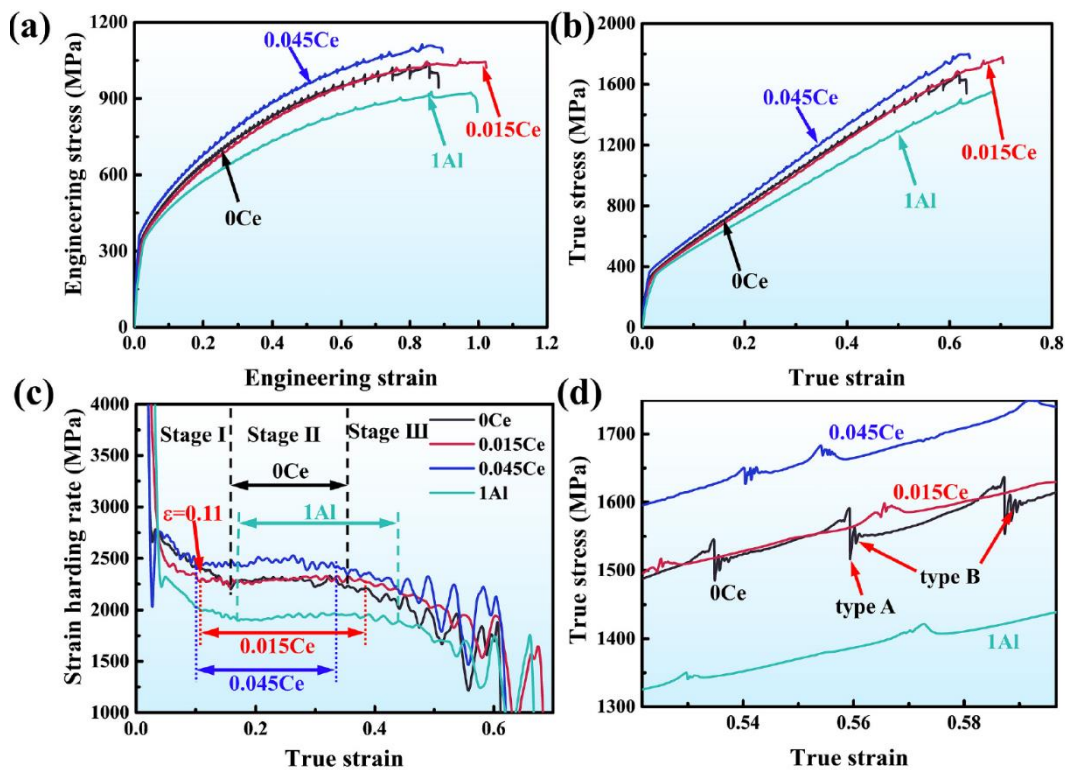 (a)
Engineering stress (MPa)
1200
900
600
300
0
0.045Ce
0.015Ce
1Al
0Ce
0.0 0.2 0.4 0.6 0.8 1.0 1.2
Engineering strain
(b)
True stress (MPa)
2000
1600
1200
800
400
0
0.045Ce
0.015Ce
1Al
0Ce
0.0 0.2 0.4 0.6 0.8
True strain
(c)
Strain harding rate (MPa)
4000
3500
3000
2500
2000
1500
1000
Stage I Stage II Stage III
0Ce
0.015Ce
0.045Ce
1Al
0Ce
1Al
ε=0.11
0.015Ce
0.045Ce
0.0 0.2 0.4 0.6
True strain
(d)
True stress (MPa)
1700
1600
1500
1400
1300
0.045Ce
0.015Ce
0Ce
type A
type B
1Al
0.54 0.56 0.58
True strain